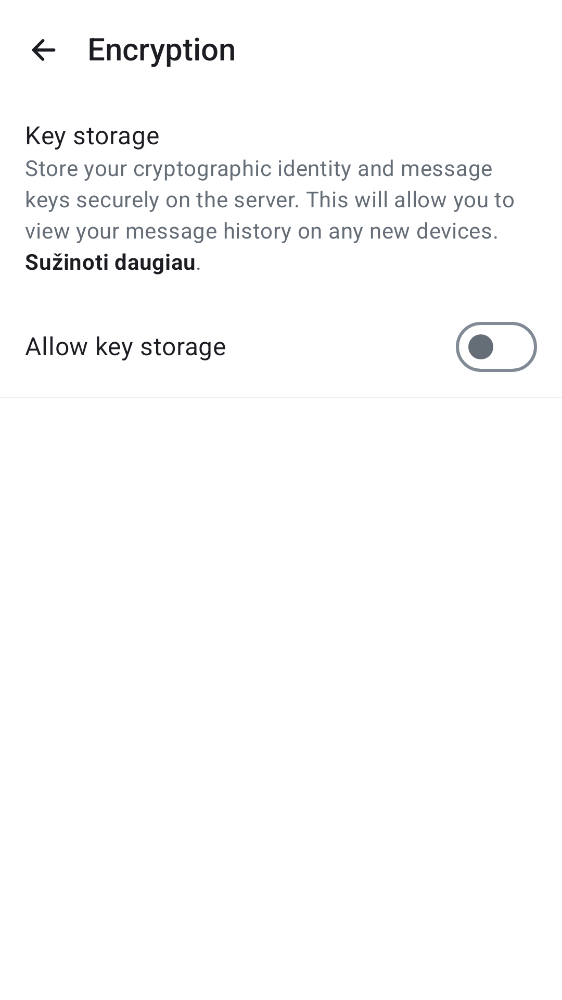 Encryption
Key storage
Store your cryptographic identity and message
keys securely on the server. This will allow you to
view your message history on any new devices.
Sužinoti daugiau.
Allow key storage